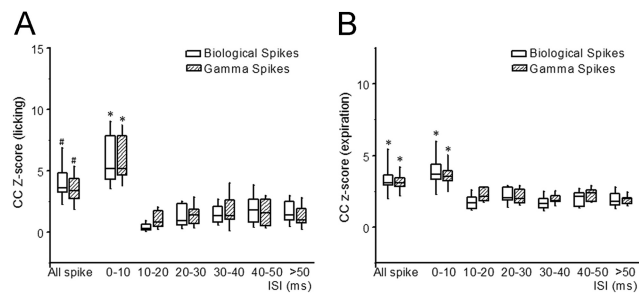 A
B
15
10
5
0
CC Z-score (licking)
Biological Spikes
Gamma Spikes
#
#
*
*
All spike
0-10
10-20
20-30
30-40
40-50
>50
ISI (ms)
10
5
0
CC z-score (expiration)
Biological Spikes
Gamma Spikes
*
*
*
*
All spike
0-10
10-20
20-30
30-40
40-50
>50
ISI (ms)